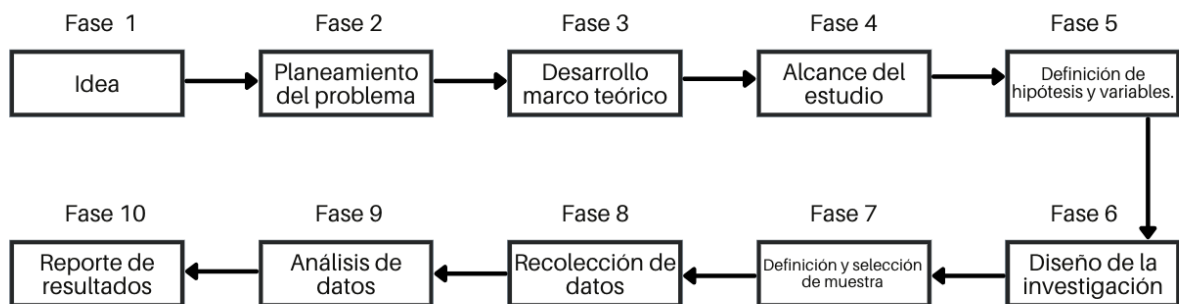 Fase 1
Fase 2
Fase 3
Fase 4
Fase 5
Idea
Planeamiento
del problema
Desarrollo
marco teórico
Alcance del
estudio
Definición de
hipótesis y variables.
Fase 10
Fase 9
Fase 8
Fase 7
Fase 6
Reporte de
resultados
Análisis de
datos
Recolección de
datos
Definición y selección
de muestra
Diseño de la
investigación